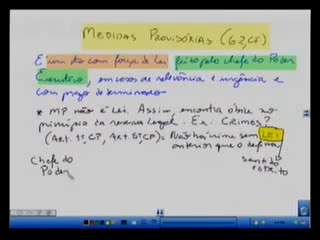 MEDIDAS PROVISÓRIAS (62, CF)
É um ato com força de lei feito pelo chefe do Poder
Executivo, em casos de relevância e urgência e
com prazo determinado
* MP não é Lei. Assim, encontra óbice no
princípio da reserva legal. Ex: Crimes?
(Art. 1º CP, Art. 5º, CF) = Não há crime sem LEI
anterior que o defina
Chefe do
Poder
sentido
estrito